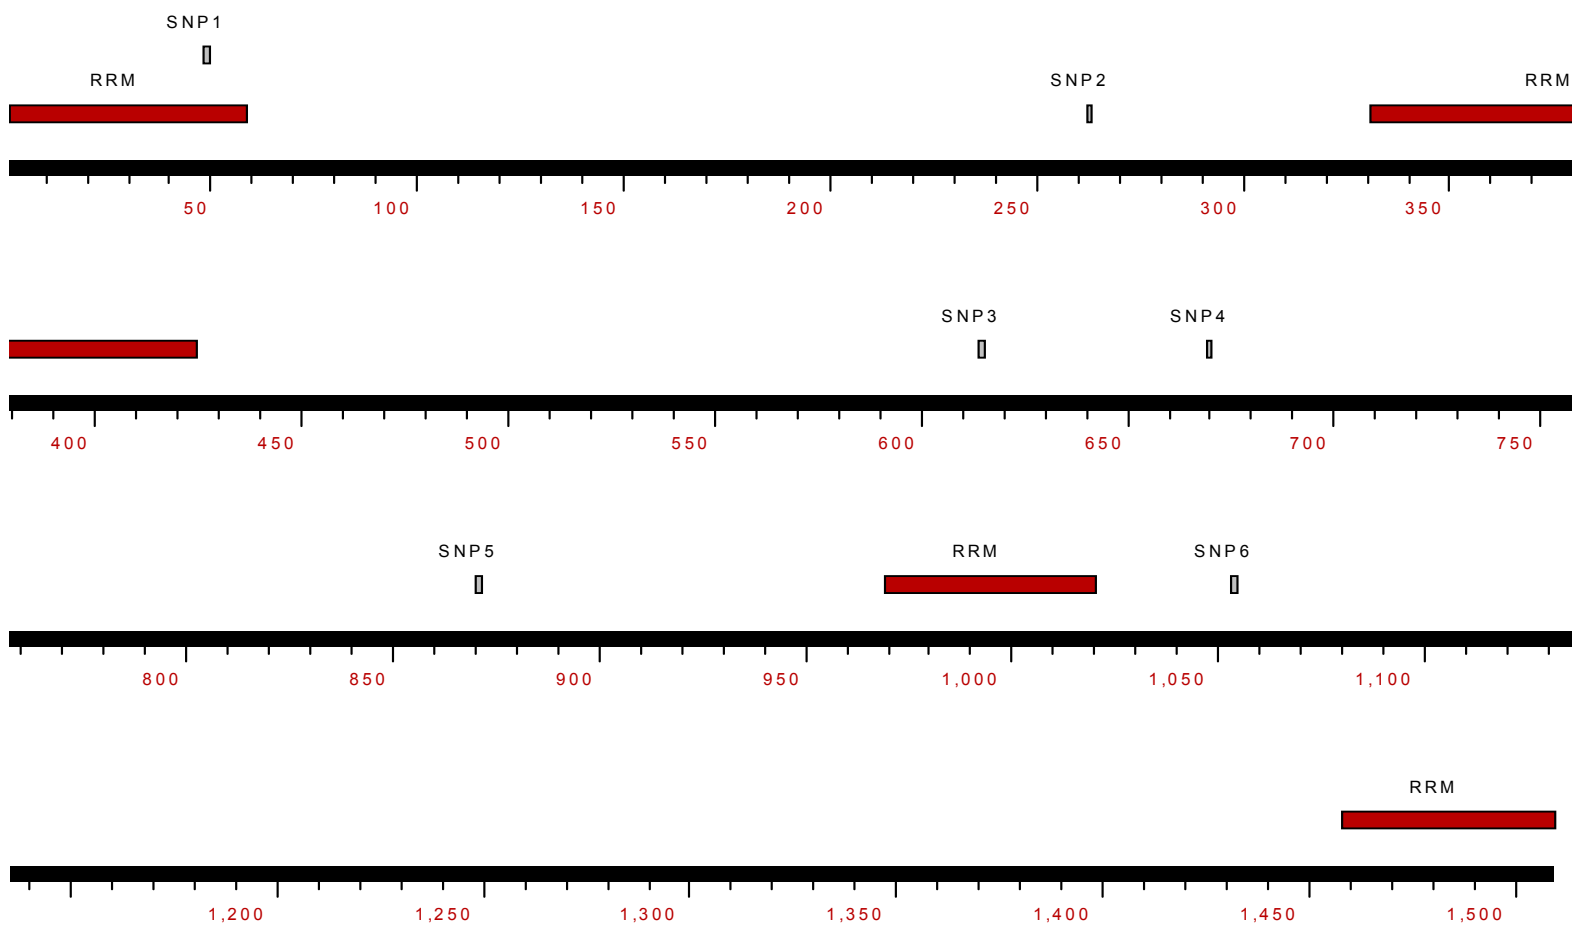 SNP1
RRM SNP2 RRM
50 100 150 200 250 300 350
SNP3 SNP4
400 450 500 550 600 650 700 750
SNP5 RRM SNP6
800 850 900 950 1,000 1,050 1,100
RRM
1,200 1,250 1,300 1,350 1,400 1,450 1,500